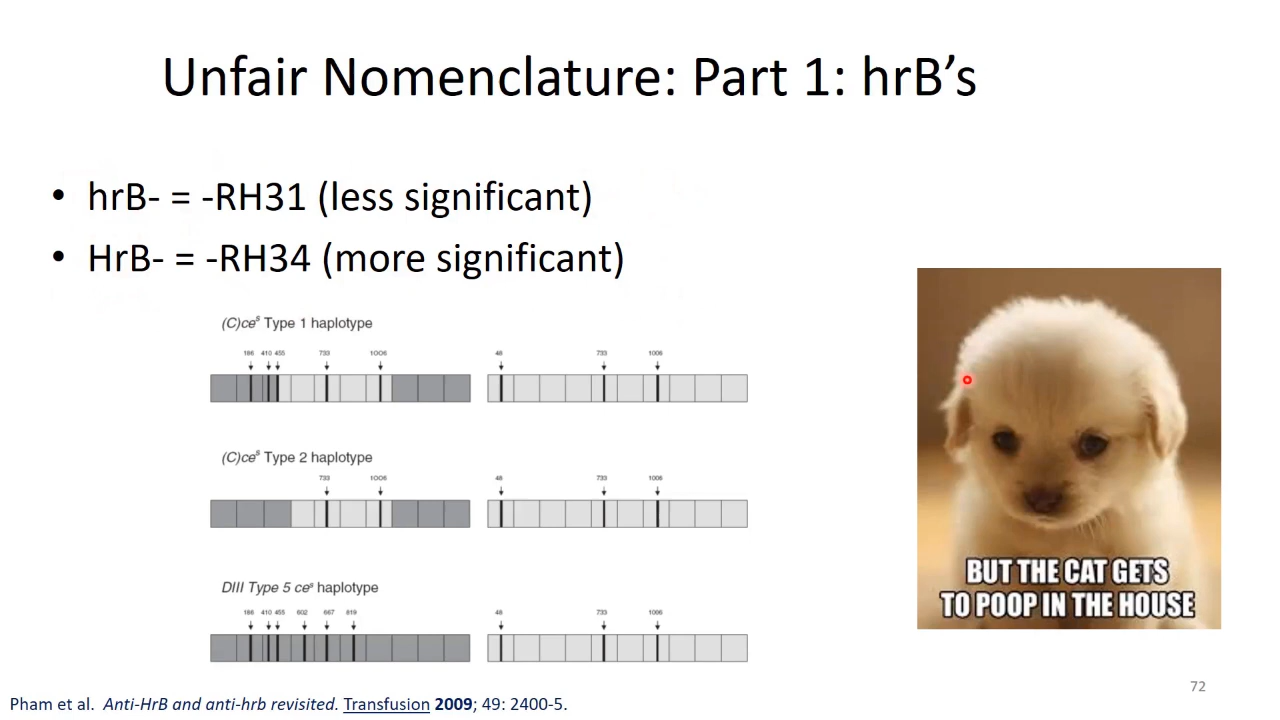 Unfair Nomenclature: Part 1: hrB’s
• hrB- = -RH31 (less significant)
• HrB- = -RH34 (more significant)
(C)ceˢ Type 1 haplotype
186 410 455 733 1006 48 733 1006
(C)ceˢ Type 2 haplotype
733 1006 48 733 1006
DIII Type 5 ceˢ haplotype
186 410 455 602 667 819 48 733 1006
BUT THE CAT GETS
TO POOP IN THE HOUSE
72
Pham et al. Anti-HrB and anti-hrb revisited. Transfusion 2009; 49: 2400-5.